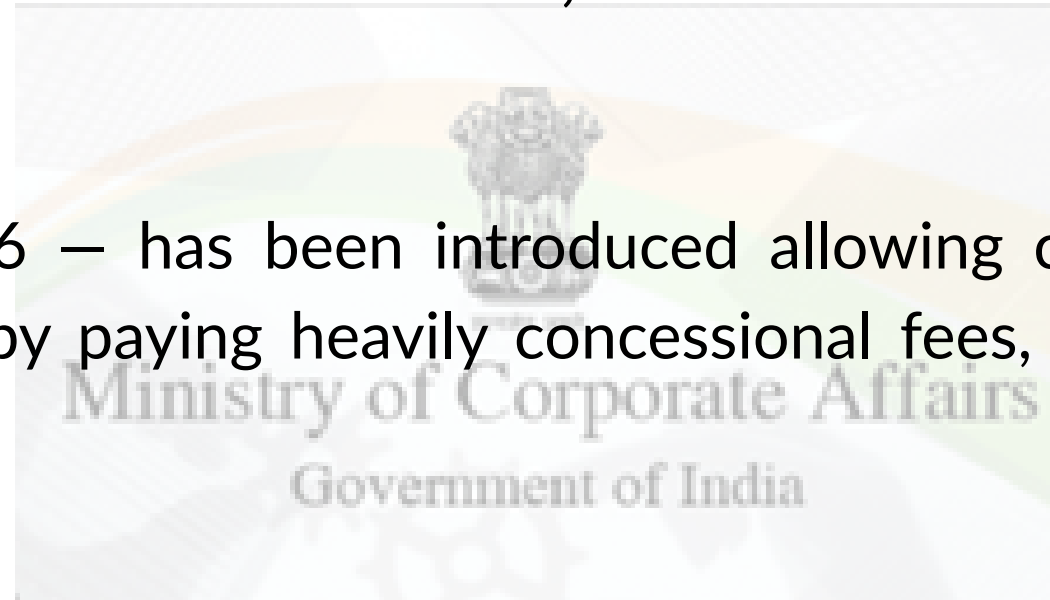 6 — has been introduced allowing
by paying heavily concessional fees,
Ministry of Corporate Affairs
Government of India